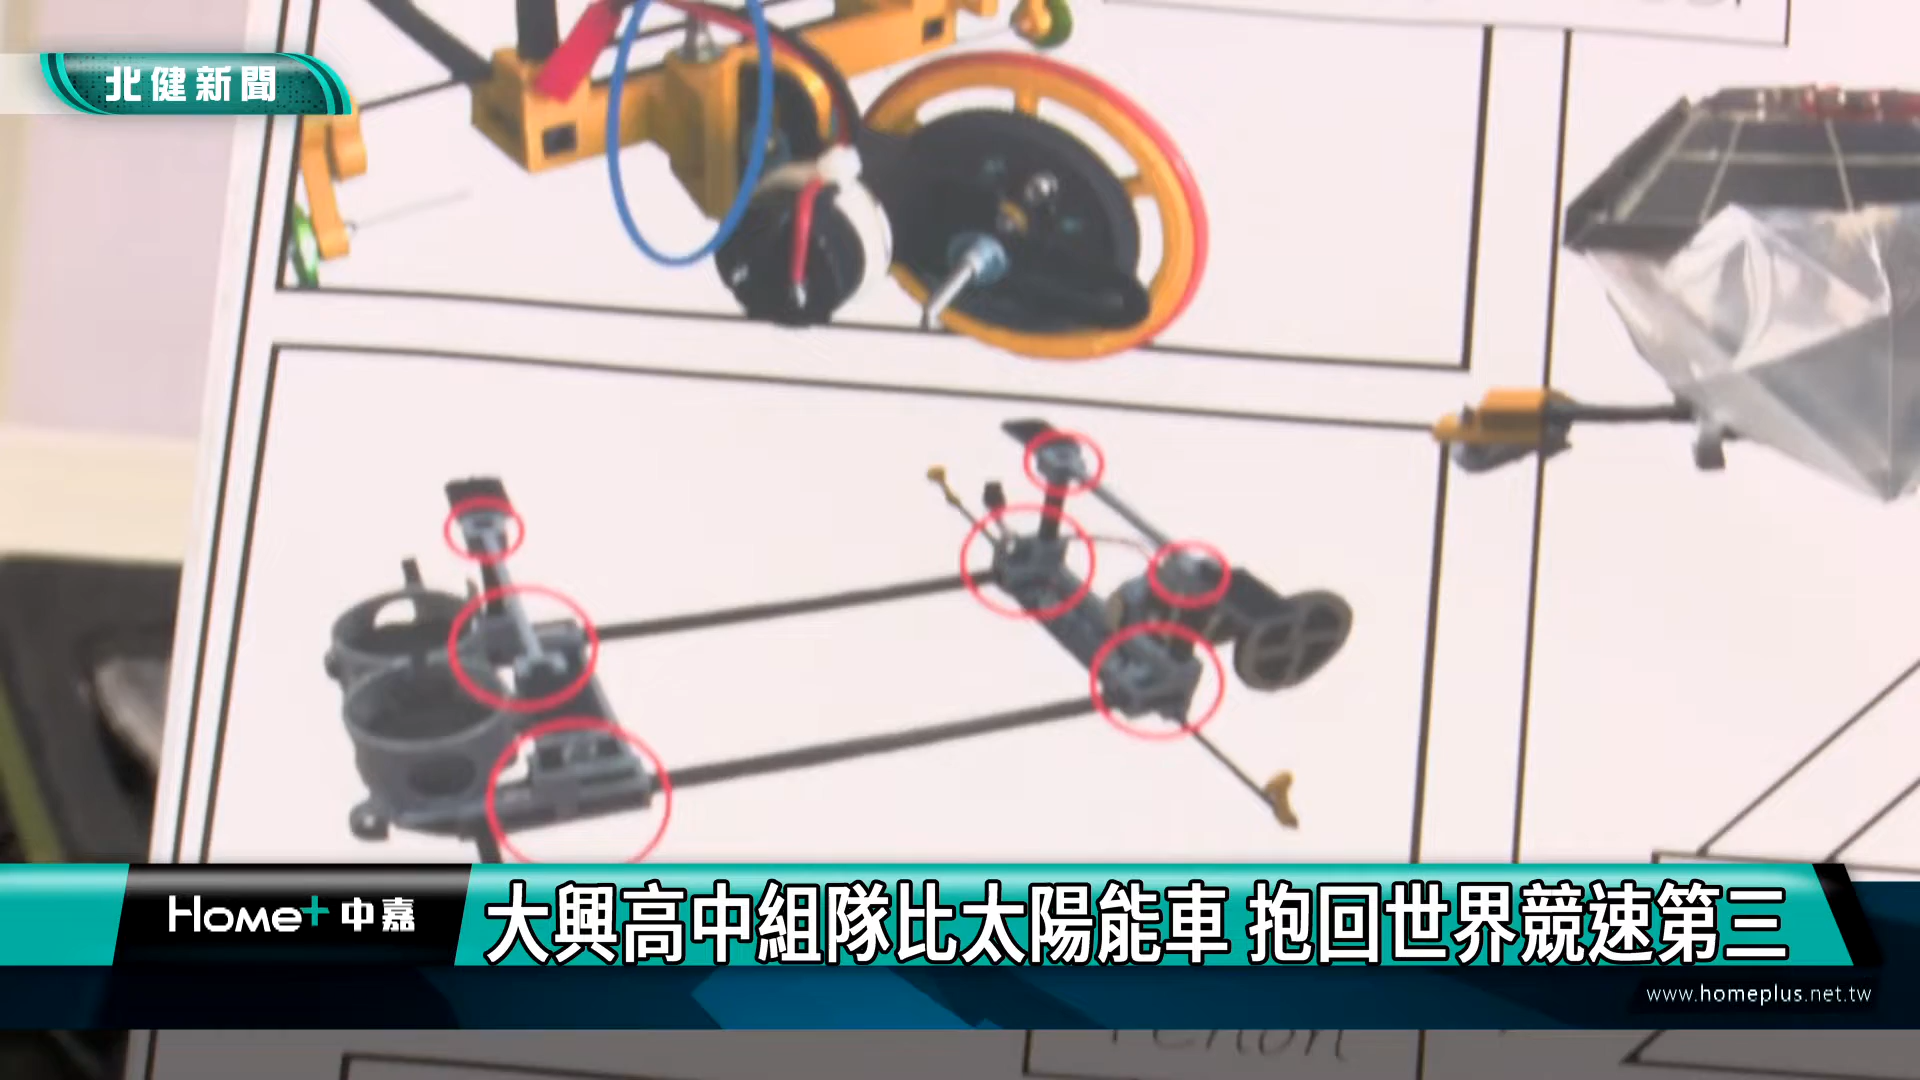 北健新聞
Home+ 中嘉
大興高中組隊比太陽能車 抱回世界競速第三
www.homeplus.net.tw